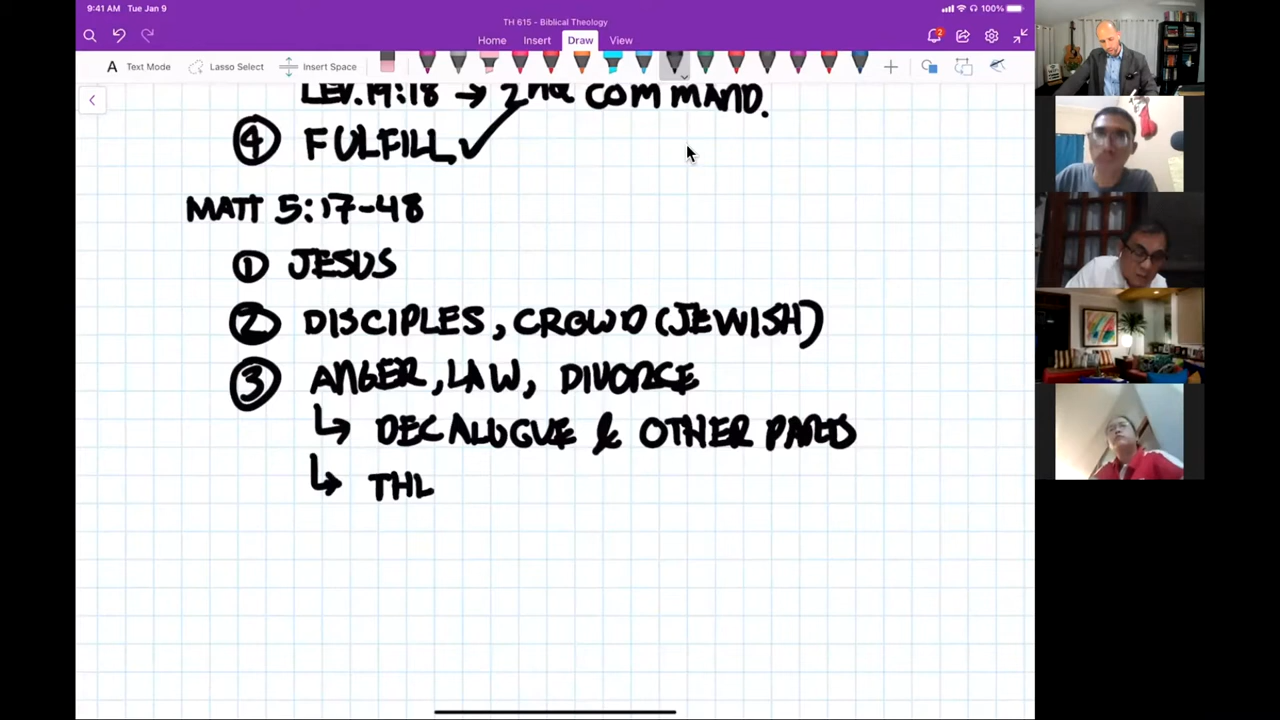 9:41 AM Tue Jan 9
100%
TH 615 - Biblical Theology
Home Insert Draw View
2
A Text Mode Lasso Select Insert Space
LEV. 19:18 → 2nd COMMAND.
④ FULFILL ✓
MATT 5:17-48
① JESUS
② DISCIPLES, CROWD (JEWISH)
③ ANGER, LAW, DIVORCE
↳ DECALOGUE & OTHER PARTS
↳ THL